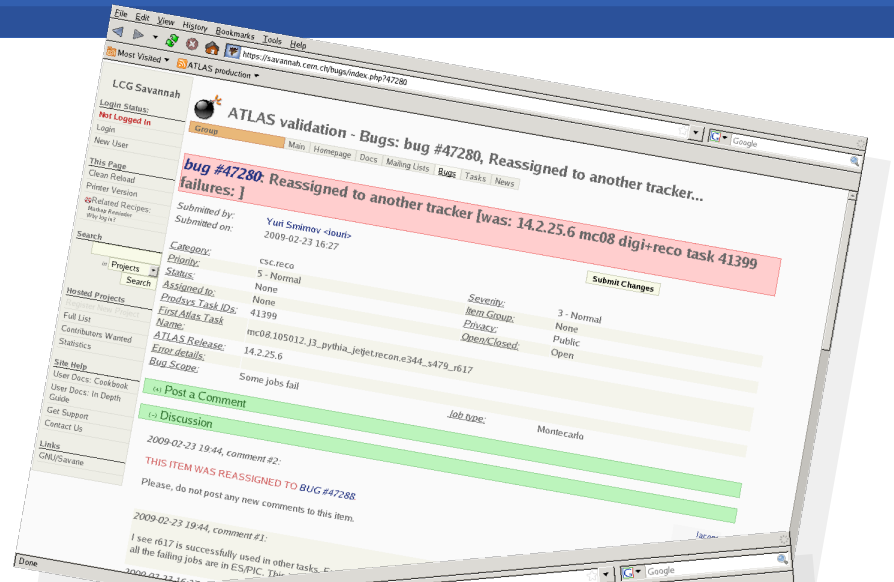 File Edit View History Bookmarks Tools Help
https://savannah.cern.ch/bugs/index.php?47280
Google
Most Visited
ATLAS production
LCG Savannah
Login Status:
Not Logged In
Login
New User
This Page
Clean Reload
Printer Version
Related Recipes:
Markup Reminder
Why log in?
Search
in Projects
Search
Hosted Projects
Register New Project
Full List
Contributors Wanted
Statistics
Site Help
User Docs: Cookbook
User Docs: In Depth
Guide
Get Support
Contact Us
Links
GNU/Savane
ATLAS validation - Bugs: bug #47280, Reassigned to another tracker...
Group
Main Homepage Docs Mailing Lists Bugs Tasks News
bug #47280: Reassigned to another tracker [was: 14.2.25.6 mc08 digi+reco task 41399
failures: ]
Submitted by: Yuri Smirnov <iouri>
Submitted on: 2009-02-23 16:27
Submit Changes
Category: csc.reco
Severity: 3 - Normal
Priority: 5 - Normal
Item Group: None
Status: None
Privacy: Public
Assigned to: None
Open/Closed: Open
Prodsys Task IDs: 41399
First Atlas Task
Name: mc08.105012.J3_pythia_jetjet.recon.e344_s479_r617
ATLAS Release: 14.2.25.6
Error details: Some jobs fail
Bug Scope
Job type: Montecarlo
(+) Post a Comment
(-) Discussion
2009-02-23 19:44, comment #2:
THIS ITEM WAS REASSIGNED TO BUG #47288.
Please, do not post any new comments to this item.
2009-02-23 19:44, comment #1:
I see r617 is successfully used in other tasks.
all the failing jobs are in ES/PIC.
Done
Google